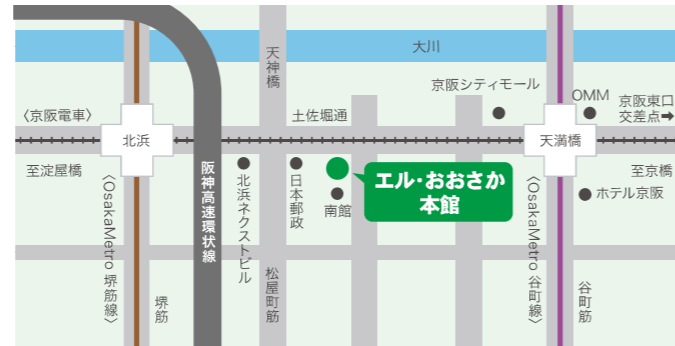 大川
天神橋
京阪シティモール
OMM
京阪東口
交差点➡
〈京阪電車〉
土佐堀通
北浜
天満橋
至淀屋橋
至京橋
阪神高速環状線
北浜ネクストビル
日本郵政
南館
エル・おおさか
本館
ホテル京阪
〈OsakaMetro 堺筋線〉
堺筋
松屋町筋
〈OsakaMetro 谷町線〉
谷町筋